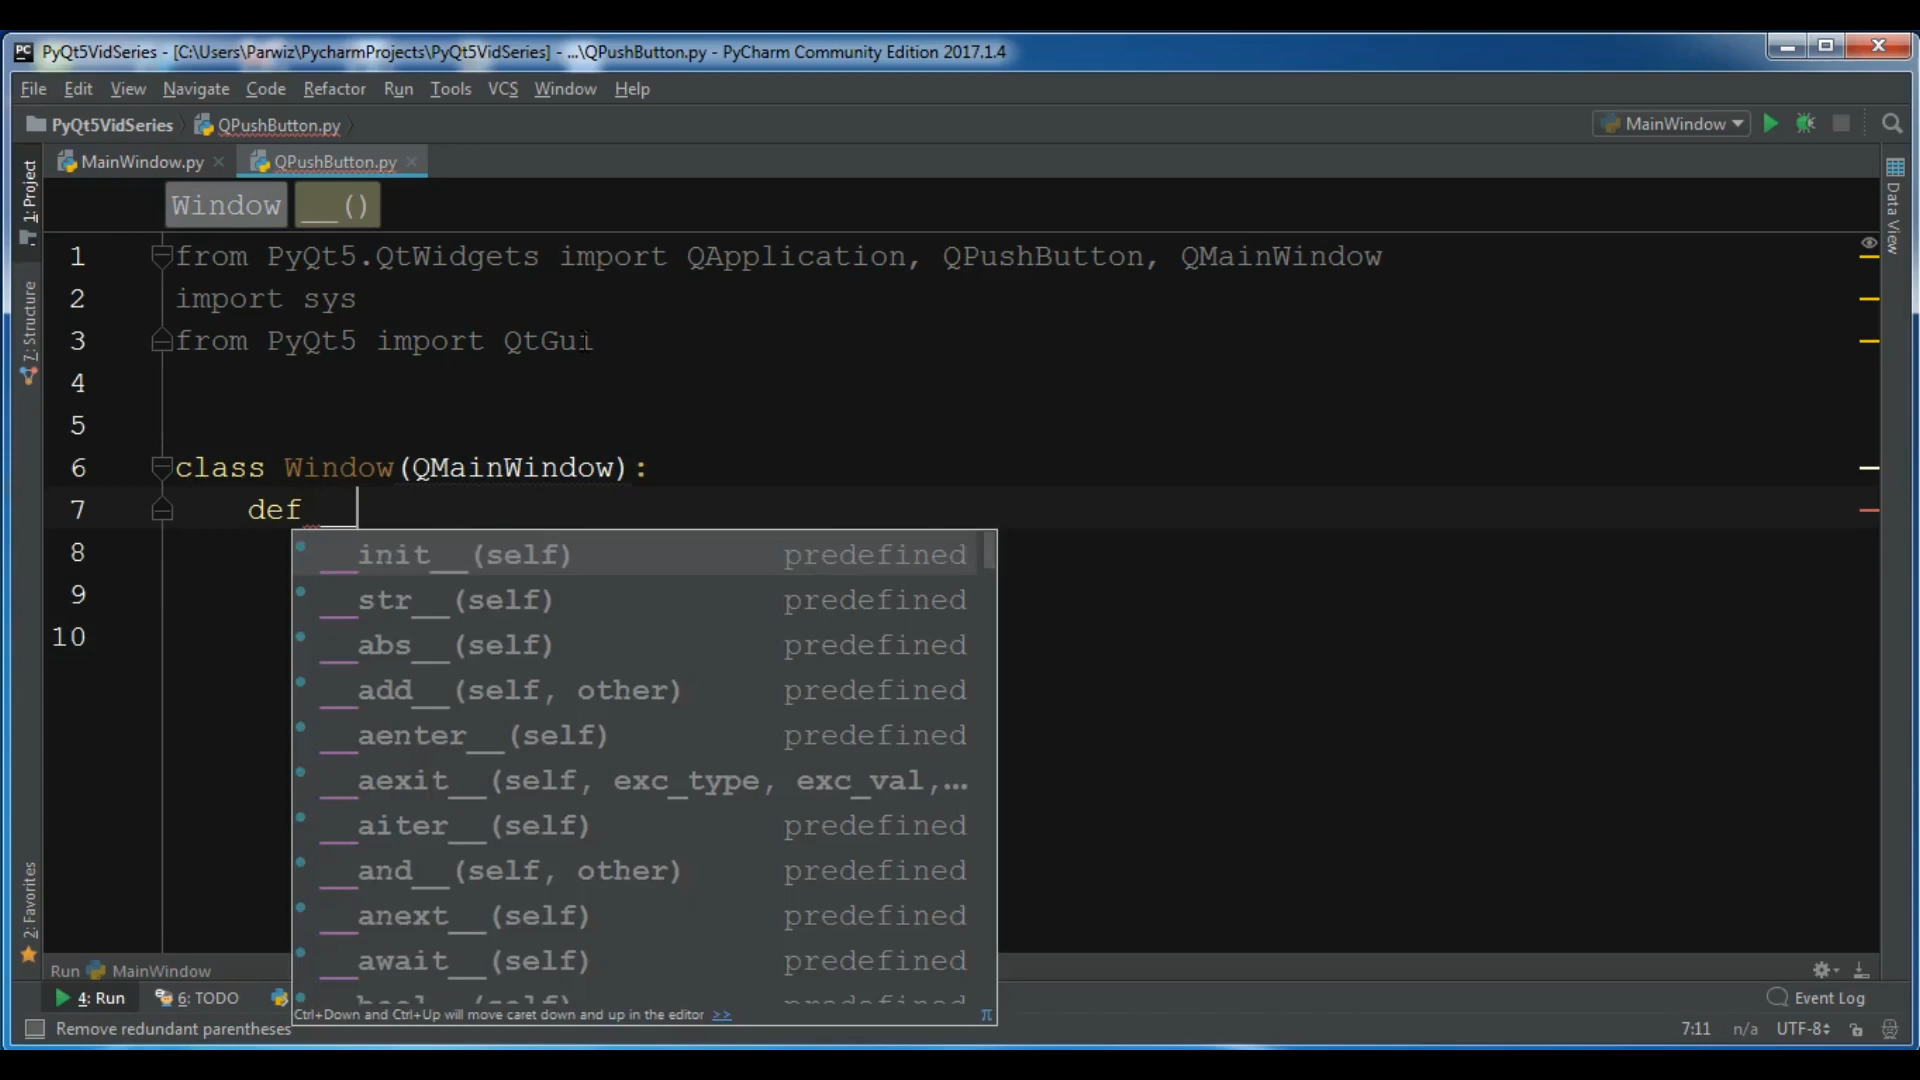 PyQt5VidSeries - [C:\Users\Parwiz\PycharmProjects\PyQt5VidSeries] - ...\QPushButton.py - PyCharm Community Edition 2017.1.4
File Edit View Navigate Code Refactor Run Tools VCS Window Help
PyQt5VidSeries QPushButton.py MainWindow
MainWindow.py QPushButton.py
1: Project
7: Structure
2: Favorites
Data View
Window __()
1 from PyQt5.QtWidgets import QApplication, QPushButton, QMainWindow
2 import sys
3 from PyQt5 import QtGui
4
5
6 class Window(QMainWindow):
7 def __
8
9
10
__init__(self) predefined
__str__(self) predefined
__abs__(self) predefined
__add__(self, other) predefined
__aenter__(self) predefined
__aexit__(self, exc_type, exc_val,...
__aiter__(self) predefined
__and__(self, other) predefined
__anext__(self) predefined
__await__(self) predefined
__bool__(self) predefined
Ctrl+Down and Ctrl+Up will move caret down and up in the editor >> π
Run MainWindow
4: Run 6: TODO Event Log
Remove redundant parentheses 7:11 n/a UTF-8